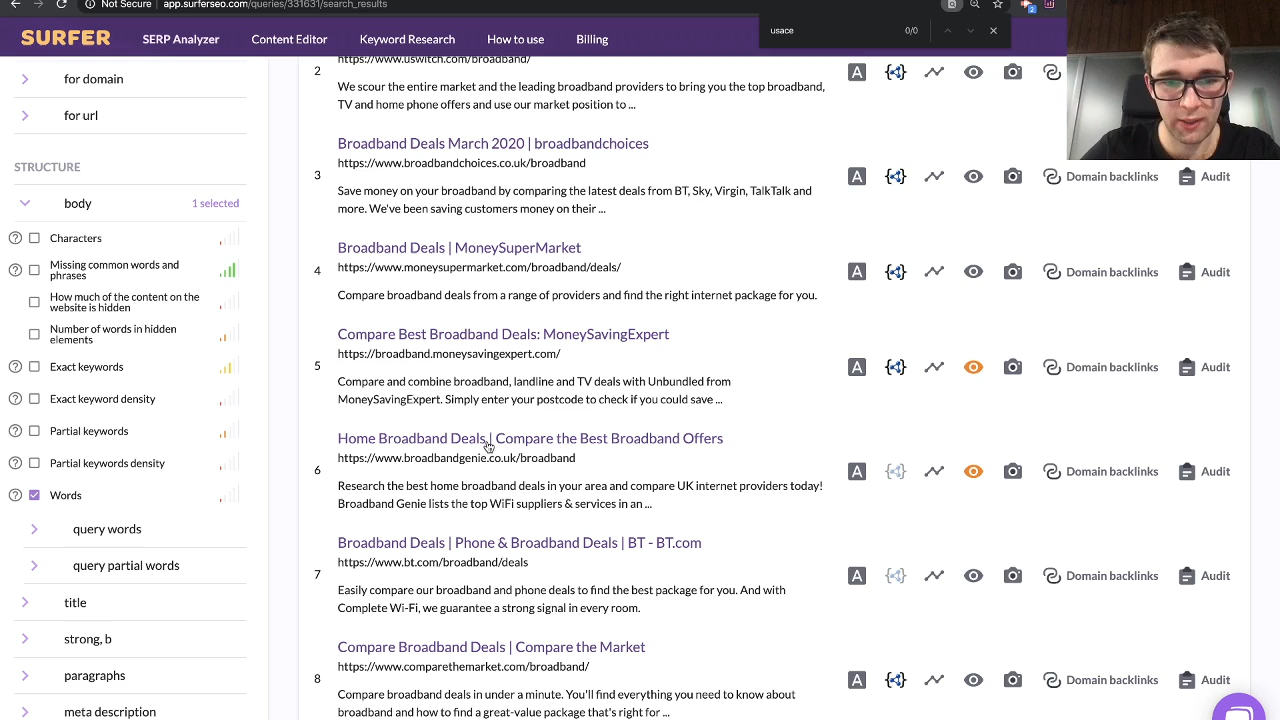 Not Secure app.surferseo.com/queries/331631/search_results
2
usace 0/0
SURFER SERP Analyzer Content Editor Keyword Research How to use Billing
for domain
for url
STRUCTURE
body 1 selected
Characters
Missing common words and
phrases
How much of the content on the
website is hidden
Number of words in hidden
elements
Exact keywords
Exact keyword density
Partial keywords
Partial keywords density
Words
query words
query partial words
title
strong, b
paragraphs
meta description
https://www.uswitch.com/broadband/
2
We scour the entire market and the leading broadband providers to bring you the top broadband,
TV and home phone offers and use our market position to ...
A
Broadband Deals March 2020 | broadbandchoices
https://www.broadbandchoices.co.uk/broadband
3
Save money on your broadband by comparing the latest deals from BT, Sky, Virgin, TalkTalk and
more. We've been saving customers money on their ...
A Domain backlinks Audit
Broadband Deals | MoneySuperMarket
https://www.moneysupermarket.com/broadband/deals/
4
Compare broadband deals from a range of providers and find the right internet package for you.
A Domain backlinks Audit
Compare Best Broadband Deals: MoneySavingExpert
https://broadband.moneysavingexpert.com/
5
Compare and combine broadband, landline and TV deals with Unbundled from
MoneySavingExpert. Simply enter your postcode to check if you could save ...
A Domain backlinks Audit
Home Broadband Deals | Compare the Best Broadband Offers
https://www.broadbandgenie.co.uk/broadband
6
Research the best home broadband deals in your area and compare UK internet providers today!
Broadband Genie lists the top WiFi suppliers & services in an ...
A Domain backlinks Audit
Broadband Deals | Phone & Broadband Deals | BT - BT.com
https://www.bt.com/broadband/deals
7
Easily compare our broadband and phone deals to find the best package for you. And with
Complete Wi-Fi, we guarantee a strong signal in every room.
A Domain backlinks Audit
Compare Broadband Deals | Compare the Market
https://www.comparethemarket.com/broadband/
8
Compare broadband deals in under a minute. You'll find everything you need to know about
broadband and how to find a great-value package that's right for ...
A Domain backlinks Audit